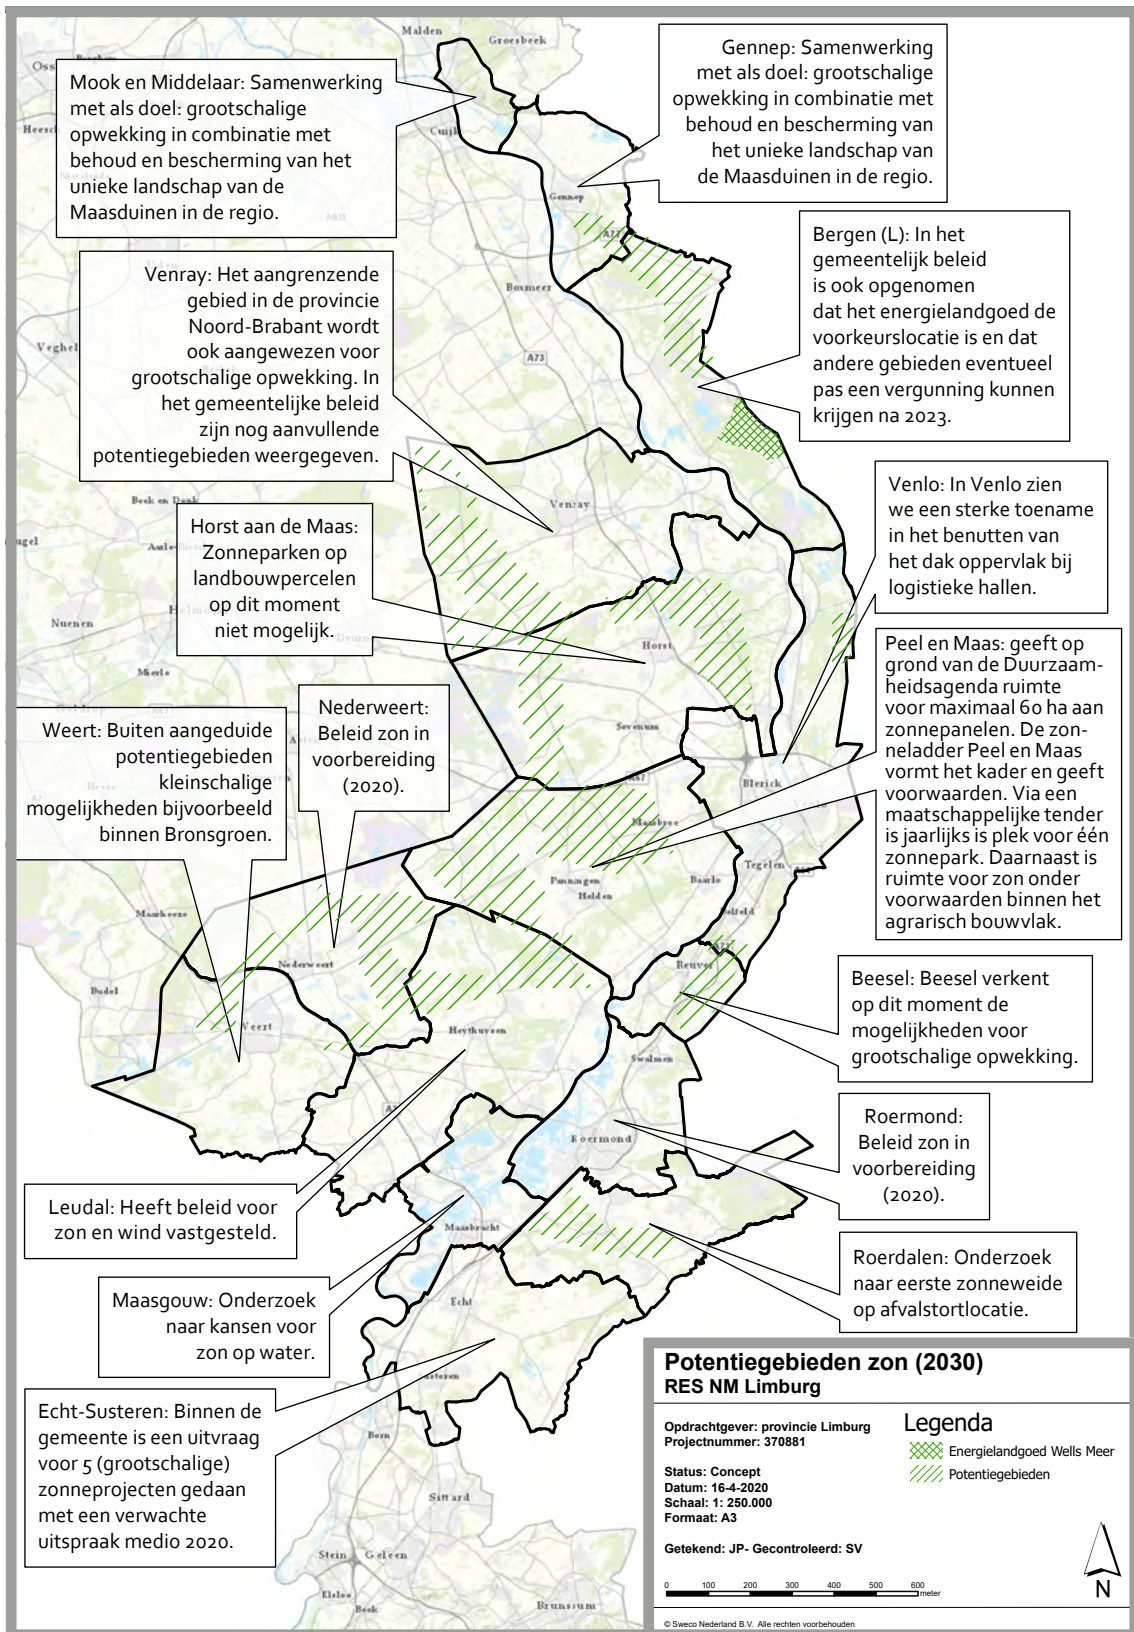 Malden
Groesbeek
Oss
Heesch
Cuijk
Mill
Mook en Middelaar: Samenwerking
met als doel: grootschalige
opwekking in combinatie met
behoud en bescherming van het
unieke landschap van de
Maasduinen in de regio.
Gennep: Samenwerking
met als doel: grootschalige
opwekking in combinatie met
behoud en bescherming van
het unieke landschap van
de Maasduinen in de regio.
Gennep
A77
Bergen (L): In het
gemeentelijk beleid
is ook opgenomen
dat het energielandgoed de
voorkeurslocatie is en dat
andere gebieden eventueel
pas een vergunning kunnen
krijgen na 2023.
Venray: Het aangrenzende
gebied in de provincie
Noord-Brabant wordt
ook aangewezen voor
grootschalige opwekking. In
het gemeentelijke beleid
zijn nog aanvullende
potentiegebieden weergegeven.
Boxmeer
Veghel
A73
Beek en Donk
Venray
Venlo: In Venlo zien
we een sterke toename
in het benutten van
het dak oppervlak bij
logistieke hallen.
Horst aan de Maas:
Zonneparken op
landbouwpercelen
op dit moment
niet mogelijk.
Nuenen
Mierlo
Horst
Sevenum
Peel en Maas: geeft op
grond van de Duurzaam-
heidsagenda ruimte
voor maximaal 60 ha aan
zonnepanelen. De zon-
neladder Peel en Maas
vormt het kader en geeft
voorwaarden. Via een
maatschappelijke tender
is jaarlijks is plek voor één
zonnepark. Daarnaast is
ruimte voor zon onder
voorwaarden binnen het
agrarisch bouwvlak.
Nederweert:
Beleid zon in
voorbereiding
(2020).
Weert: Buiten aangeduide
potentiegebieden
kleinschalige
mogelijkheden bijvoorbeeld
binnen Bronsgroen.
A67
Blerick
Venlo
Maasbree
Tegelen
Panningen
Helden
Baarlo
Belfeld
Maarheeze
Nederweert
Reuver
Budel
Weert
Heythuysen
Swalmen
Beesel: Beesel verkent
op dit moment de
mogelijkheden voor
grootschalige opwekking.
Roermond
Roermond:
Beleid zon in
voorbereiding
(2020).
Leudal: Heeft beleid voor
zon en wind vastgesteld.
Maasbracht
Roerdalen: Onderzoek
naar eerste zonneweide
op afvalstortlocatie.
Maasgouw: Onderzoek
naar kansen voor
zon op water.
Echt
Susteren
Echt-Susteren: Binnen de
gemeente is een uitvraag
voor 5 (grootschalige)
zonneprojecten gedaan
met een verwachte
uitspraak medio 2020.
Born
Sittard
Stein
Geleen
Elsloo
Beek
Brunssum
Potentiegebieden zon (2030)
RES NM Limburg
Opdrachtgever: provincie Limburg
Projectnummer: 370881
Status: Concept
Datum: 16-4-2020
Schaal: 1: 250.000
Formaat: A3
Getekend: JP- Gecontroleerd: SV
Legenda
Energielandgoed Wells Meer
Potentiegebieden
N
0 100 200 300 400 500 600
meter
© Sweco Nederland B.V. Alle rechten voorbehouden